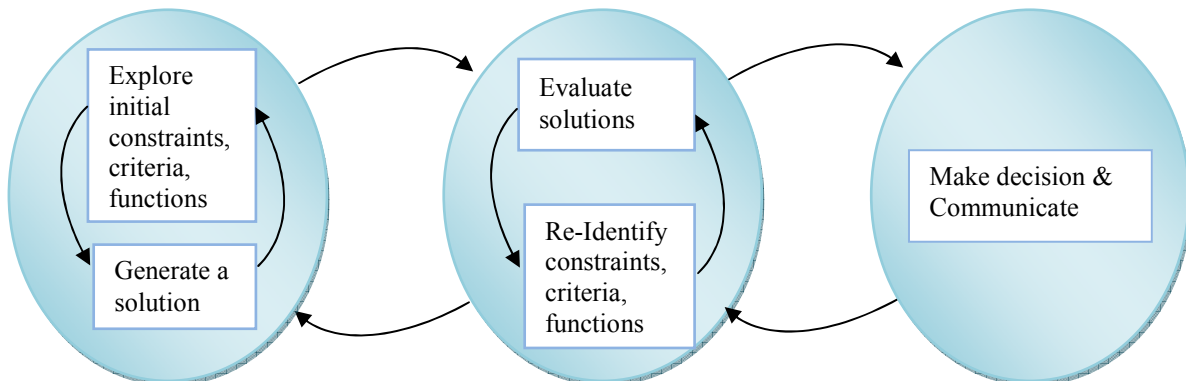 Explore
initial
constraints,
criteria,
functions
Generate a
solution
Evaluate
solutions
Re-Identify
constraints,
criteria,
functions
Make decision &
Communicate